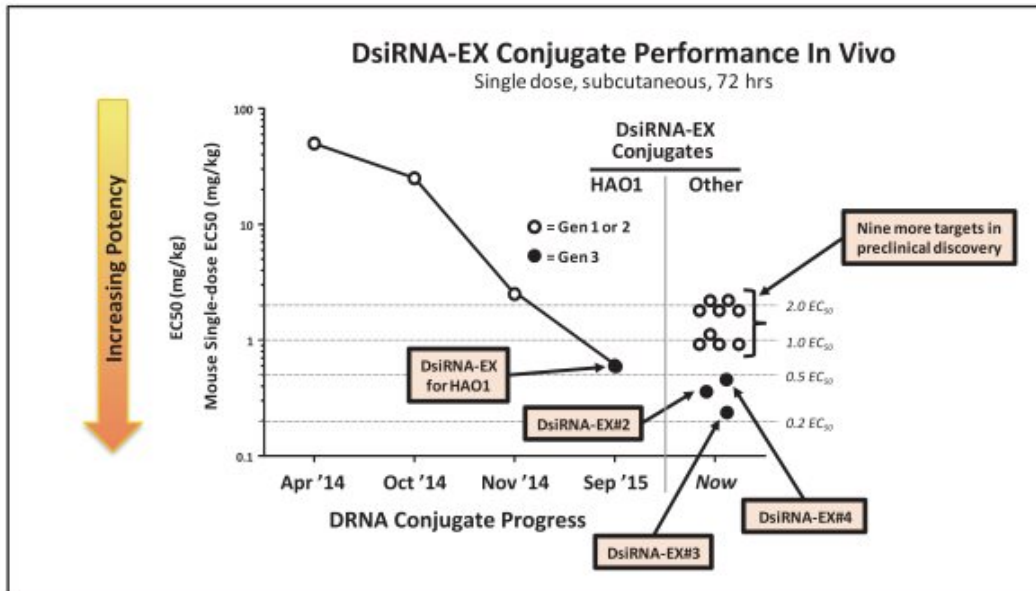 DsiRNA-EX Conjugate Performance In Vivo
Single dose, subcutaneous, 72 hrs
Increasing Potency
EC50 (mg/kg)
Mouse Single-dose EC50 (mg/kg)
100
10
1
0.1
DsiRNA-EX
Conjugates
HAO1
Other
= Gen 1 or 2
= Gen 3
Nine more targets in
preclinical discovery
2.0 EC50
1.0 EC50
0.5 EC50
0.2 EC50
DsiRNA-EX
for HAO1
DsiRNA-EX#2
Apr ’14
Oct ’14
Nov ’14
Sep ’15
Now
DRNA Conjugate Progress
DsiRNA-EX#4
DsiRNA-EX#3